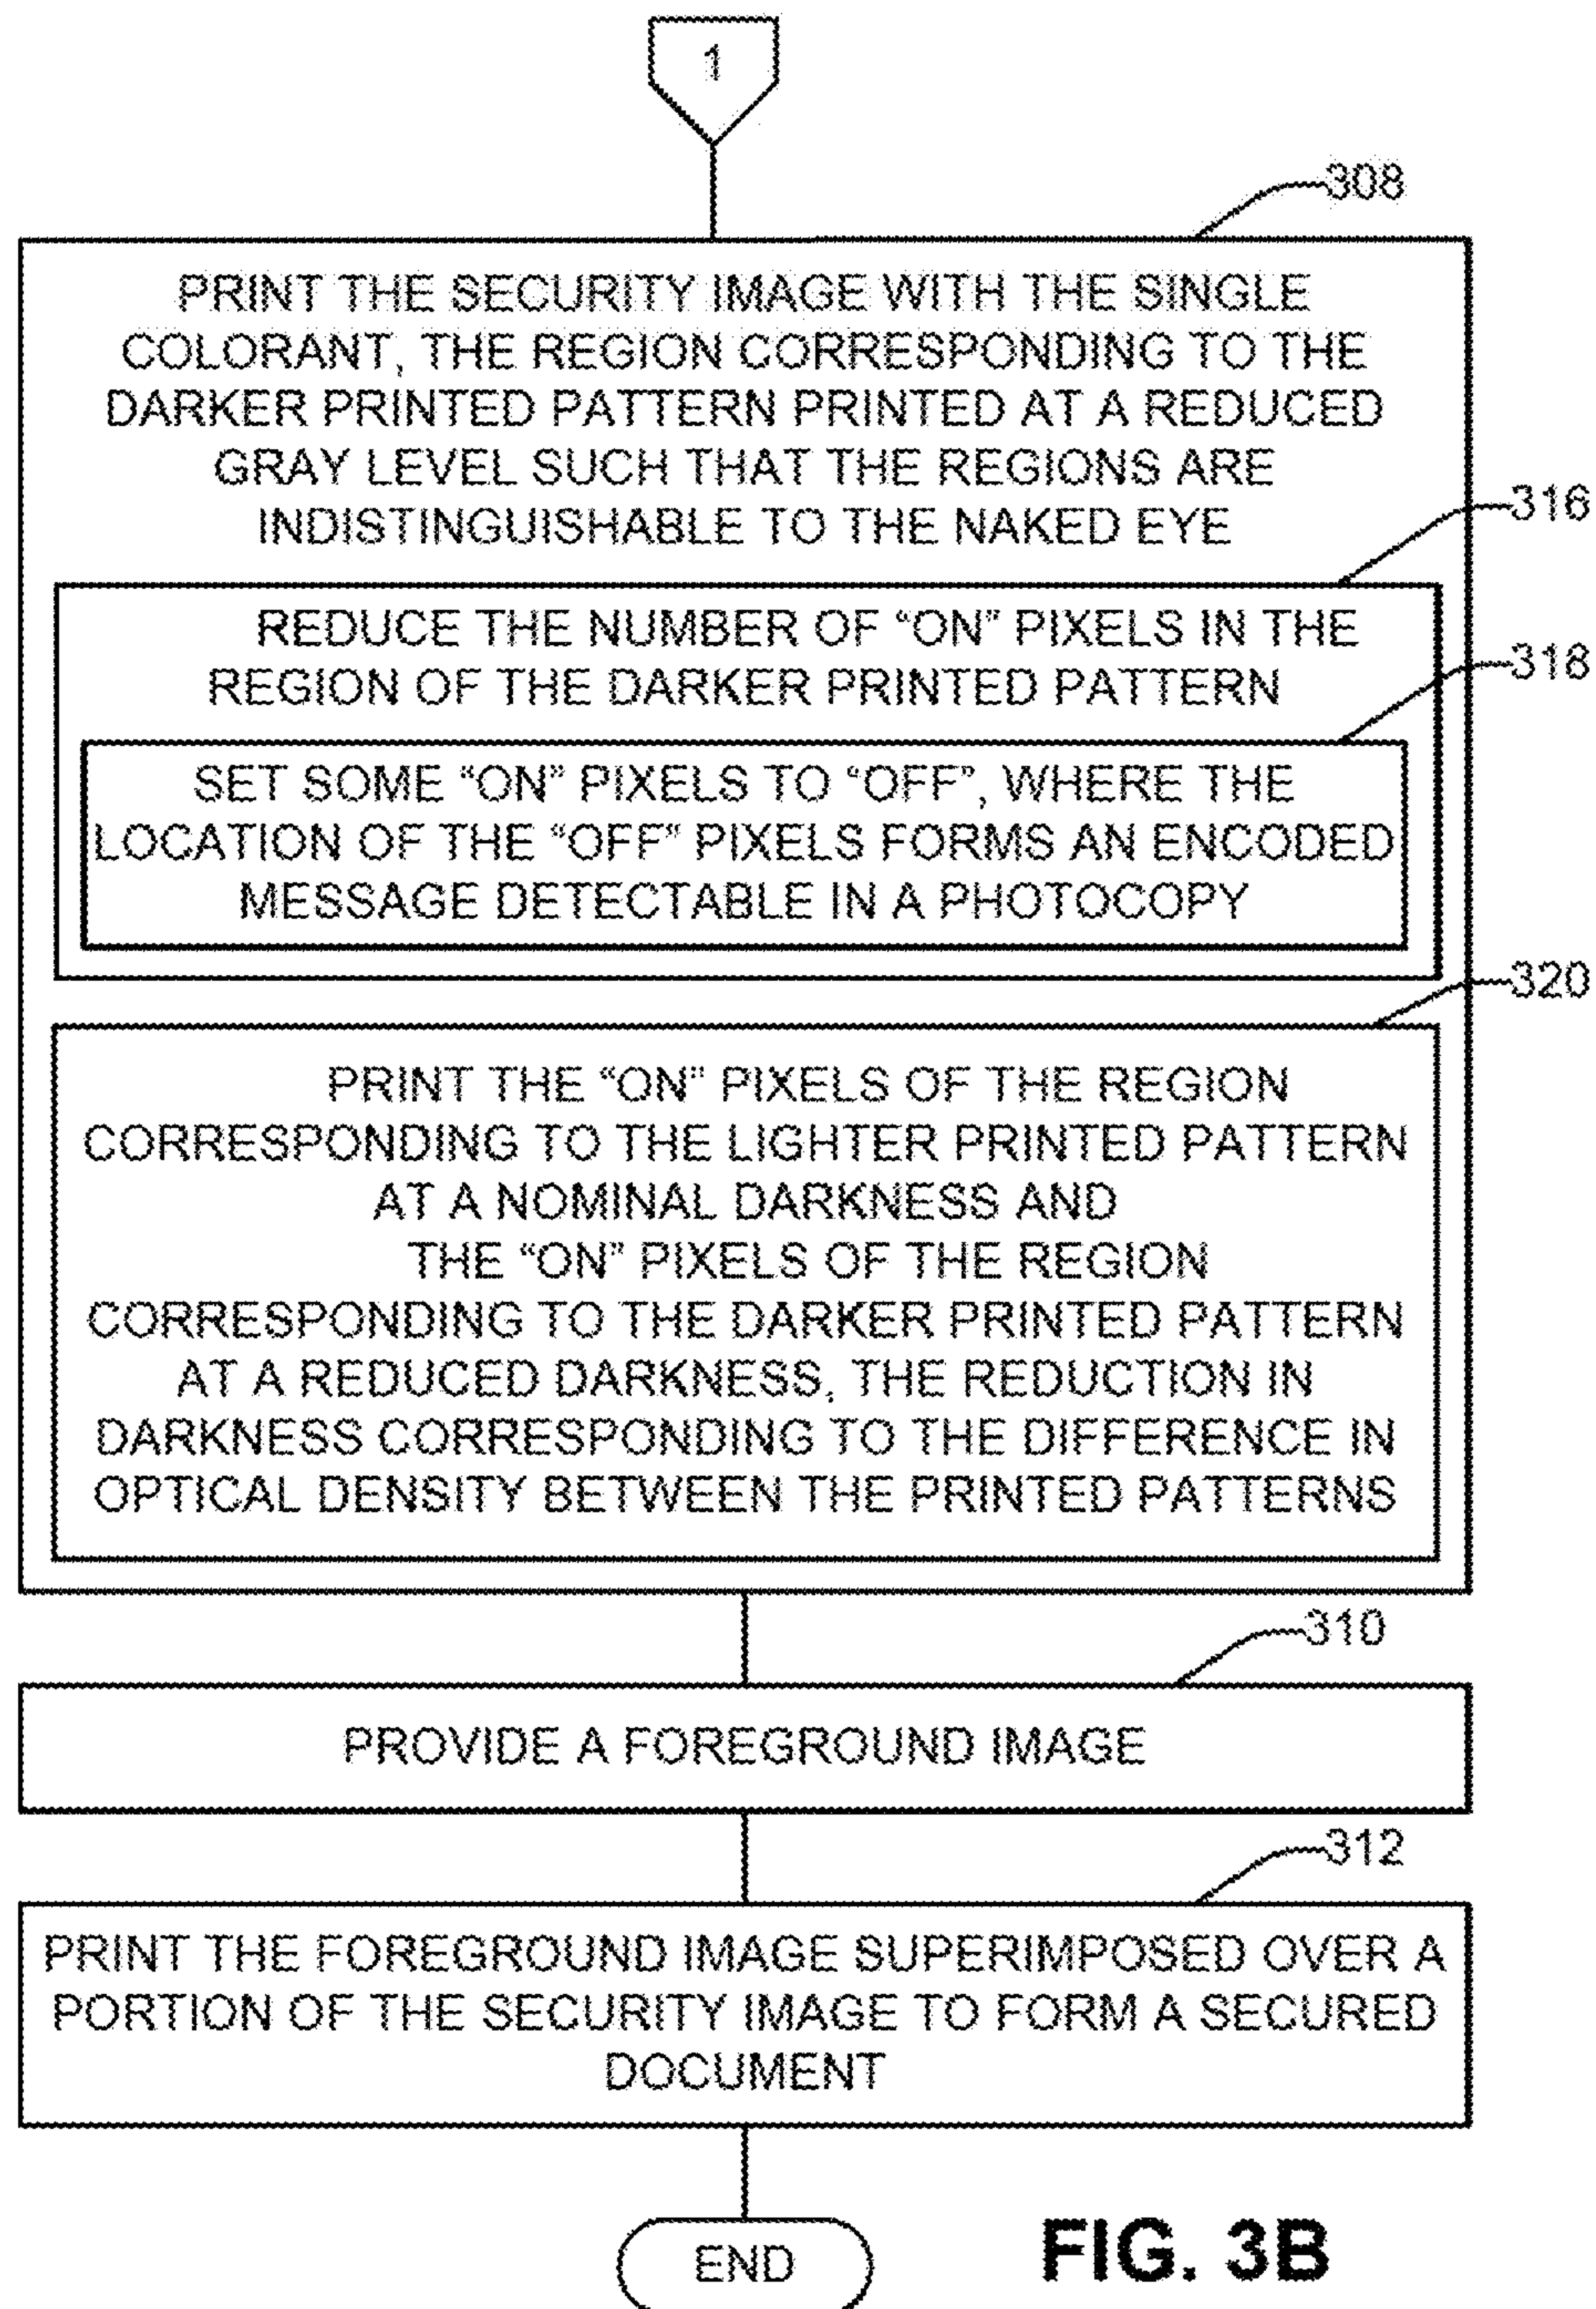 1
308
PRINT THE SECURITY IMAGE WITH THE SINGLE
COLORANT, THE REGION CORRESPONDING TO THE
DARKER PRINTED PATTERN PRINTED AT A REDUCED
GRAY LEVEL SUCH THAT THE REGIONS ARE
INDISTINGUISHABLE TO THE NAKED EYE
316
REDUCE THE NUMBER OF “ON” PIXELS IN THE
REGION OF THE DARKER PRINTED PATTERN
318
SET SOME “ON” PIXELS TO “OFF”, WHERE THE
LOCATION OF THE “OFF” PIXELS FORMS AN ENCODED
MESSAGE DETECTABLE IN A PHOTOCOPY
320
PRINT THE “ON” PIXELS OF THE REGION
CORRESPONDING TO THE LIGHTER PRINTED PATTERN
AT A NOMINAL DARKNESS AND
THE “ON” PIXELS OF THE REGION
CORRESPONDING TO THE DARKER PRINTED PATTERN
AT A REDUCED DARKNESS, THE REDUCTION IN
DARKNESS CORRESPONDING TO THE DIFFERENCE IN
OPTICAL DENSITY BETWEEN THE PRINTED PATTERNS
310
PROVIDE A FOREGROUND IMAGE
312
PRINT THE FOREGROUND IMAGE SUPERIMPOSED OVER A
PORTION OF THE SECURITY IMAGE TO FORM A SECURED
DOCUMENT
END
FIG. 3B